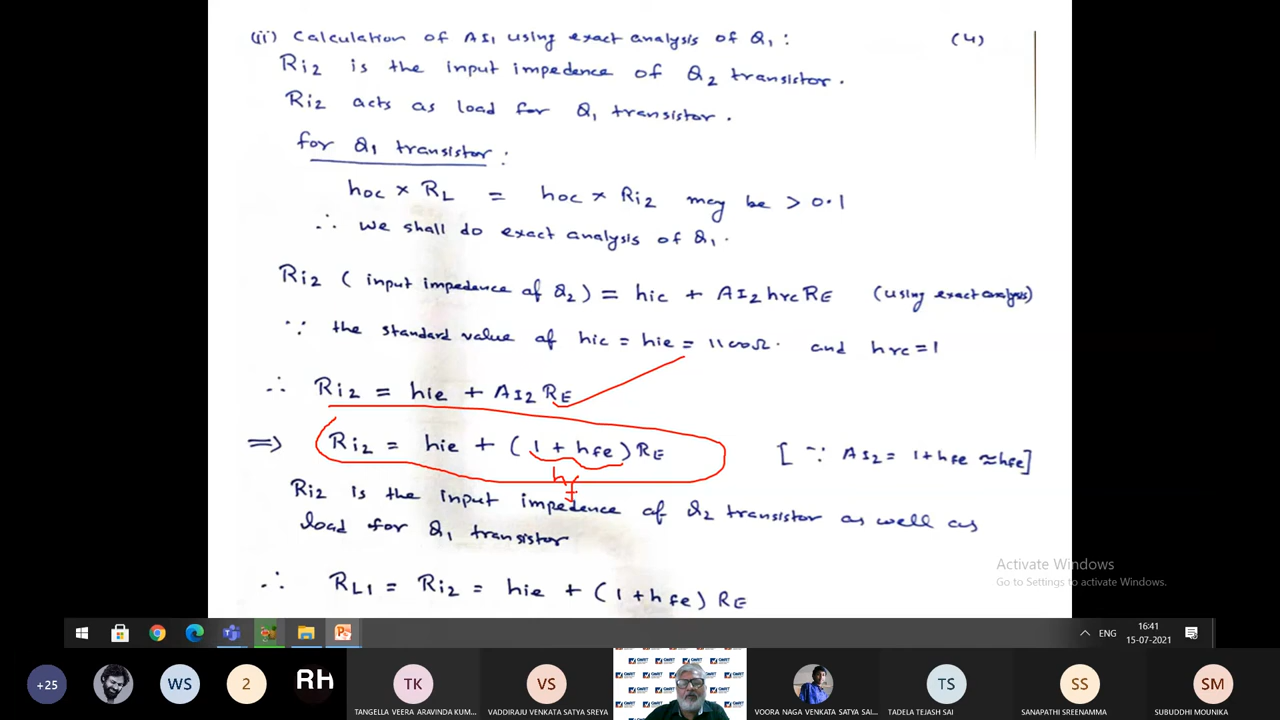 (ii) Calculation of AI1 using exact analysis of Q1 : (4)
Ri2 is the input impedence of Q2 transistor.
Ri2 acts as load for Q1 transistor.
for Q1 transistor :
hoc × RL = hoc × Ri2 may be > 0.1
∴ we shall do exact analysis of Q1.
Ri2 ( input impedence of Q2 ) = hic + AI2 hrc RE (using exact analysis)
∵ the standard value of hic = hie = 1100Ω. and hrc = 1
∴ Ri2 = hie + AI2 RE
⇒ Ri2 = hie + (1 + hfe) RE [ ∵ AI2 = 1+hfe ≈ hfe ]
hf
Ri2 is the input impedence of Q2 transistor as well as
load for Q1 transistor
∴ RL1 = Ri2 = hie + (1+hfe) RE
Activate Windows
Go to Settings to activate Windows.
ENG
16:41
15-07-2021
+25
WS
2
RH
TK
VS
TS
SS
SM
TANGELLA VEERA ARAVINDA KUM...
VADDIRAJU VENKATA SATYA SREYA
VOORA NAGA VENKATA SATYA SAI...
TADELA TEJASH SAI
SANAPATHI SREENAMMA
SUBUDDI MOUNIKA